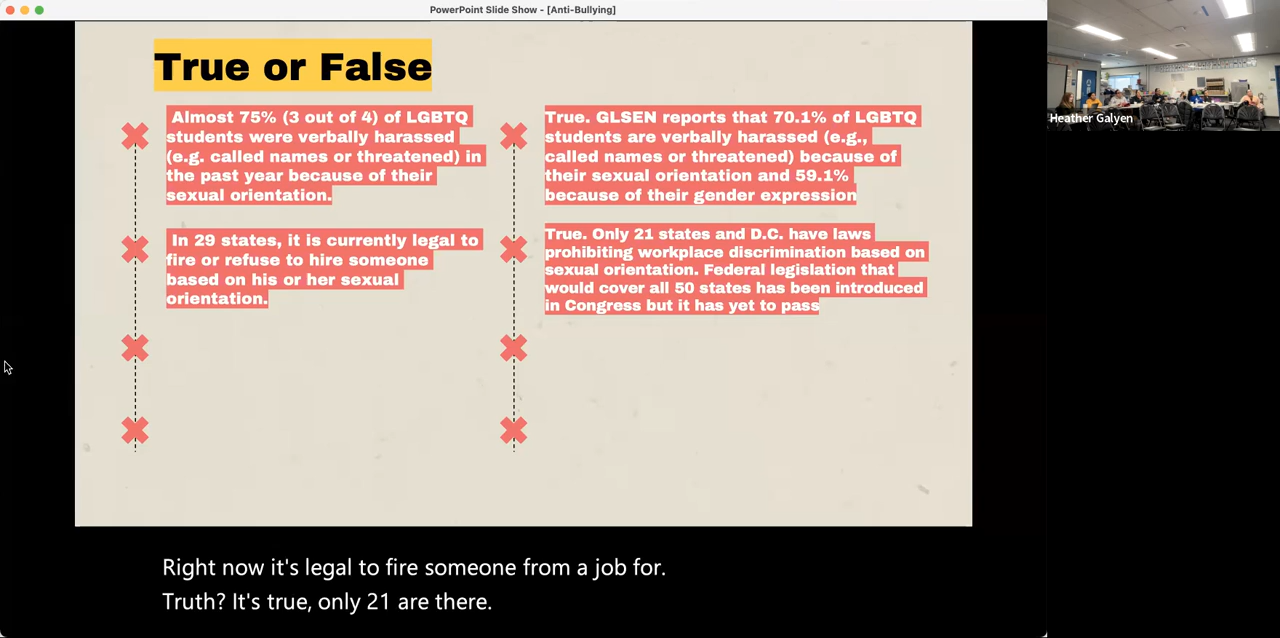 PowerPoint Slide Show - [Anti-Bullying]
True or False
Almost 75% (3 out of 4) of LGBTQ
students were verbally harassed
(e.g. called names or threatened) in
the past year because of their
sexual orientation.
In 29 states, it is currently legal to
fire or refuse to hire someone
based on his or her sexual
orientation.
True. GLSEN reports that 70.1% of LGBTQ
students are verbally harassed (e.g.,
called names or threatened) because of
their sexual orientation and 59.1%
because of their gender expression
True. Only 21 states and D.C. have laws
prohibiting workplace discrimination based on
sexual orientation. Federal legislation that
would cover all 50 states has been introduced
in Congress but it has yet to pass
Heather Galyen
Right now it's legal to fire someone from a job for.
Truth? It's true, only 21 are there.